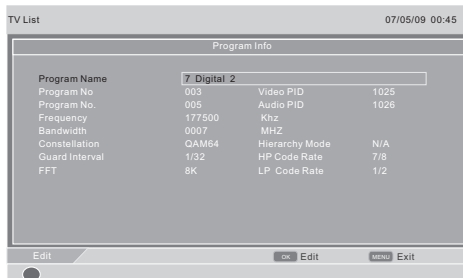 TV List 07/05/09 00:45
Program Info
Program Name 7 Digital 2
Program No 003 Video PID 1025
Program No. 005 Audio PID 1026
Frequency 177500 Khz
Bandwidth 0007 MHZ
Constellation QAM64 Hierarchy Mode N/A
Guard Interval 1/32 HP Code Rate 7/8
FFT 8K LP Code Rate 1/2
Edit OK Edit MENU Exit